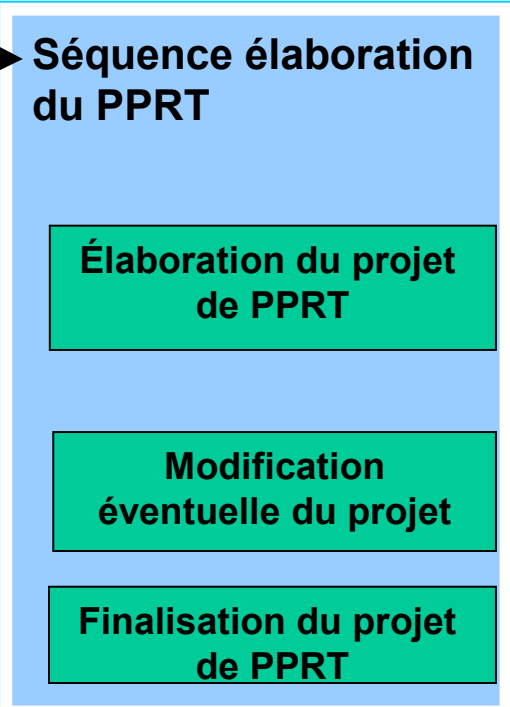 Séquence élaboration
du PPRT
Élaboration du projet
de PPRT
Modification
éventuelle du projet
Finalisation du projet
de PPRT